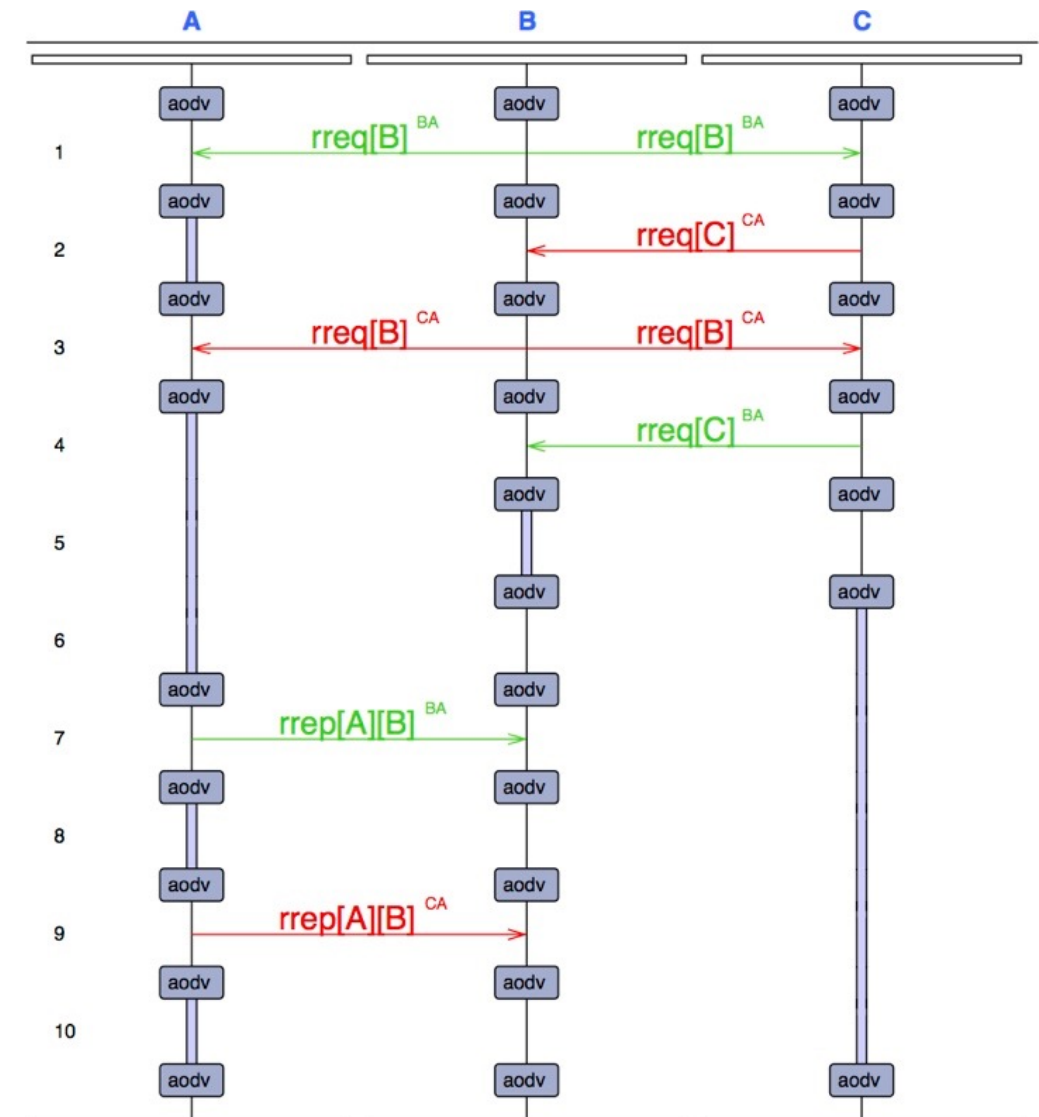 A B C
aodv aodv aodv
1 rreq[B] BA rreq[B] BA
aodv aodv aodv
2 rreq[C] CA
aodv aodv aodv
3 rreq[B] CA rreq[B] CA
aodv aodv aodv
4 rreq[C] BA
aodv aodv
5
aodv aodv
6
aodv aodv
7 rrep[A][B] BA
aodv aodv
8
aodv aodv
9 rrep[A][B] CA
aodv aodv
10
aodv aodv aodv